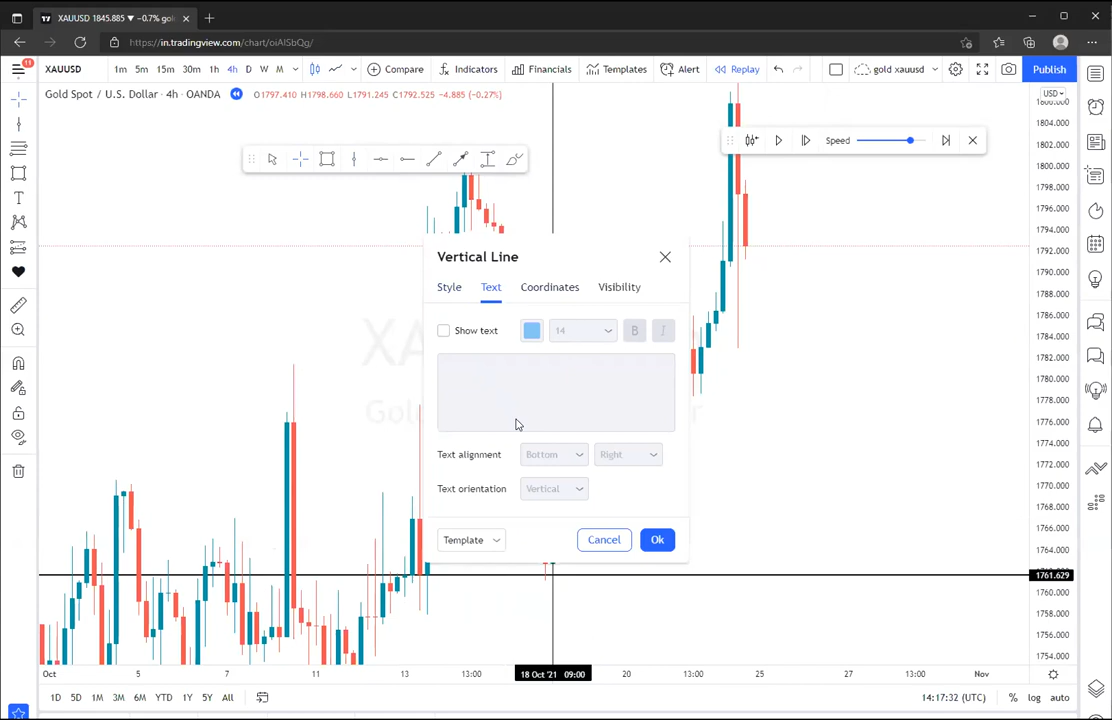 XAUUSD 1845.885 ▼ −0.7% gol
https://in.tradingview.com/chart/oiAlSbQg/
11
XAUUSD 1m 5m 15m 30m 1h 4h D W M Compare Indicators Financials Templates Alert Replay gold xauusd Publish
Gold Spot / U.S. Dollar · 4h · OANDA O1797.410 H1798.660 L1791.245 C1792.525 −4.885 (−0.27%)
USD
1806.000
1804.000
1802.000
1800.000
1798.000
1796.000
1794.000
1792.000
1790.000
1788.000
1786.000
1784.000
1782.000
1780.000
1778.000
1776.000
1774.000
1772.000
1770.000
1768.000
1766.000
1764.000
1761.629
1760.000
1758.000
1756.000
1754.000
Speed
Vertical Line
Style Text Coordinates Visibility
Show text 14 B I
Text alignment Bottom Right
Text orientation Vertical
Template Cancel Ok
Oct 5 7 11 13 13:00 18 Oct '21 09:00 20 13:00 25 27 13:00 Nov
1D 5D 1M 3M 6M YTD 1Y 5Y All 14:17:32 (UTC) % log auto